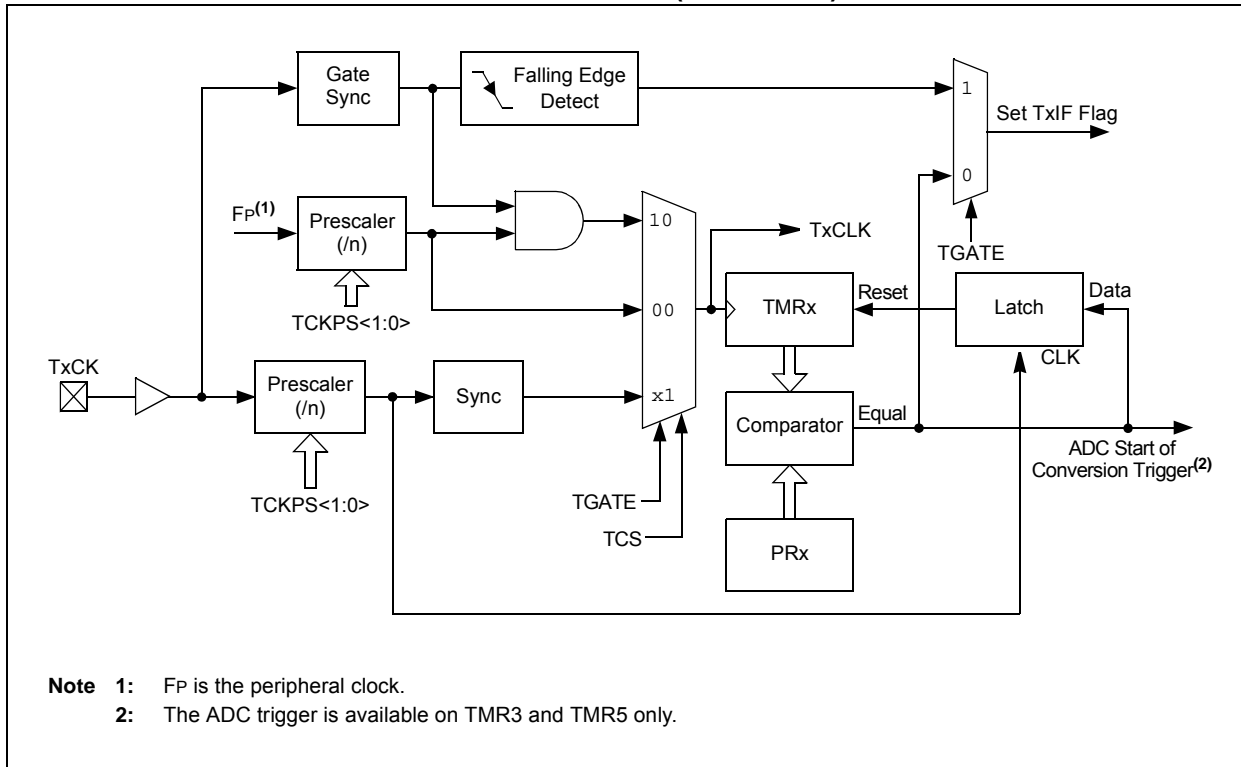 Gate
Sync
Falling Edge
Detect
1
Set TxIF Flag
0
TGATE
FP(1)
Prescaler
(/n)
TCKPS<1:0>
10
00
x1
TxCLK
TMRx
Reset
Latch
Data
CLK
TxCK
Prescaler
(/n)
TCKPS<1:0>
Sync
Comparator
Equal
ADC Start of
Conversion Trigger(2)
TGATE
TCS
PRx
Note 1: FP is the peripheral clock.
2: The ADC trigger is available on TMR3 and TMR5 only.